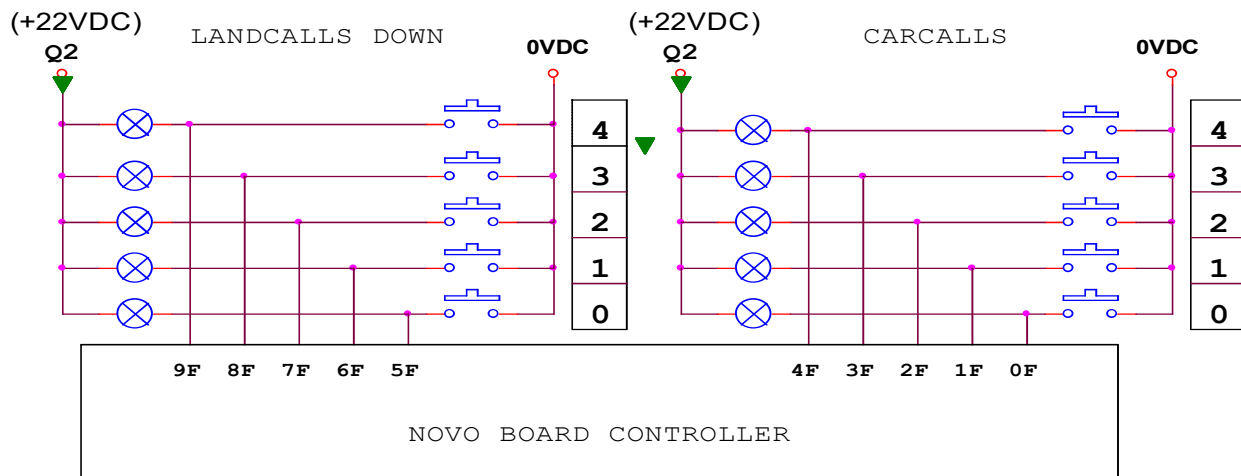 (+22VDC) LANDCALLS DOWN (+22VDC) CARCALLS
Q2 0VDC Q2 0VDC
4 4
3 3
2 2
1 1
0 0
9F 8F 7F 6F 5F 4F 3F 2F 1F 0F
NOVO BOARD CONTROLLER